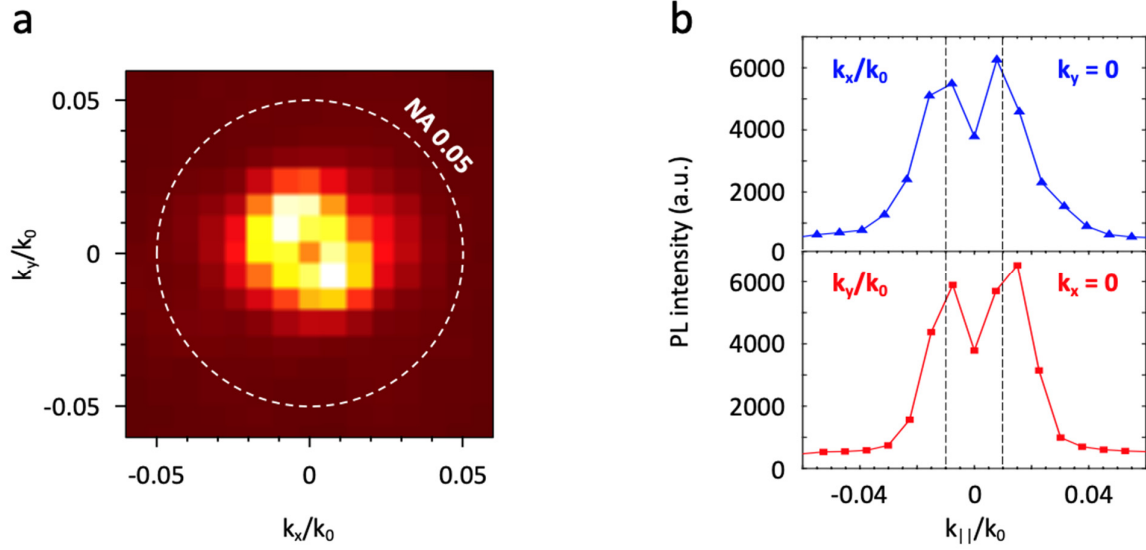 a
0.05
NA 0.05
k_y/k_0
0
-0.05
-0.05
0
0.05
k_x/k_0
b
PL intensity (a.u.)
6000
k_x/k_0
k_y = 0
4000
2000
0
6000
k_y/k_0
k_x = 0
4000
2000
0
-0.04
0
0.04
k_||/k_0